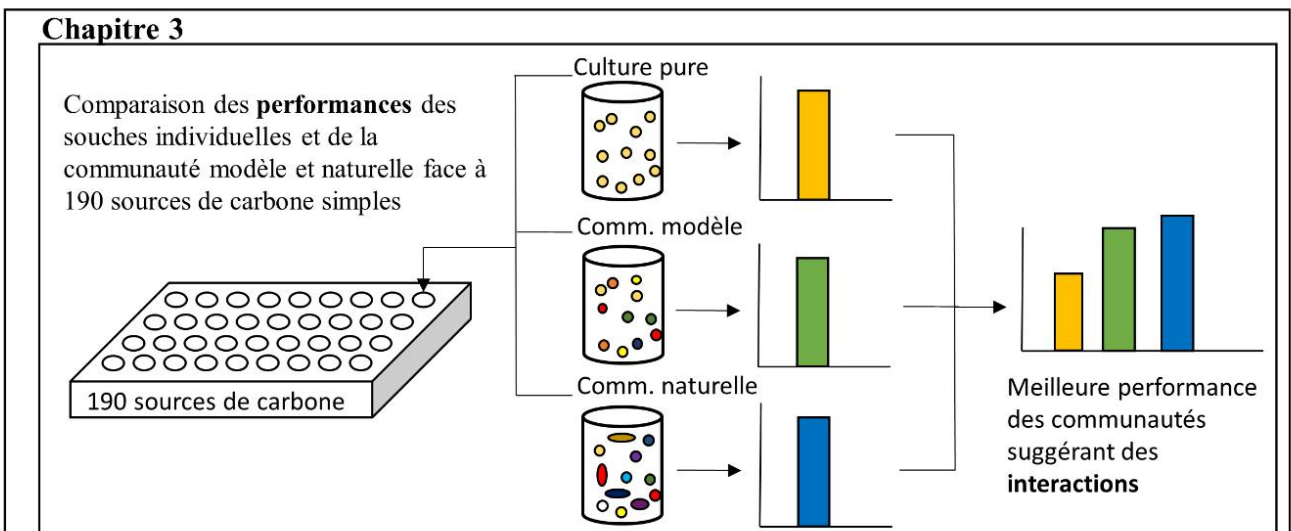 Chapitre 3
Comparaison des performances des
souches individuelles et de la
communauté modèle et naturelle face à
190 sources de carbone simples
190 sources de carbone
Culture pure
Comm. modèle
Comm. naturelle
Meilleure performance
des communautés
suggérant des
interactions